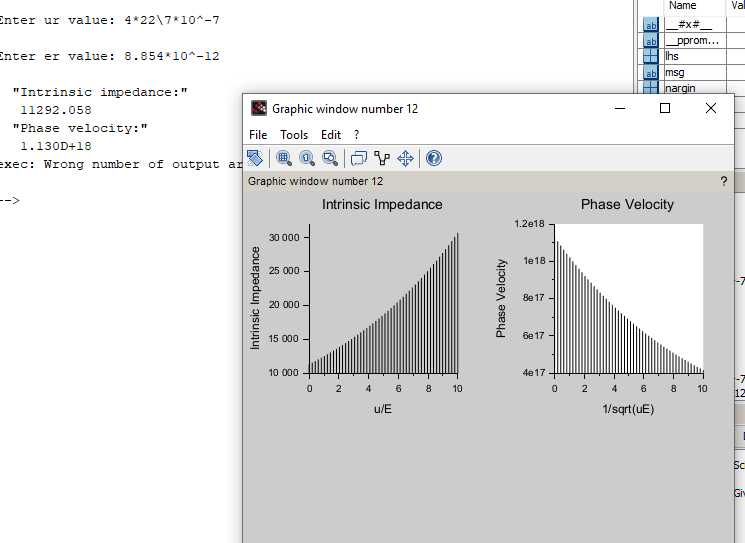 Enter ur value: 4*22\7*10^-7
Enter er value: 8.854*10^-12
"Intrinsic impedance:"
11292.058
"Phase velocity:"
1.130D+18
exec: Wrong number of output ar
-->
Name Val
__#x#__
__pprom...
lhs
msg
nargin
Graphic window number 12
File Tools Edit ?
Graphic window number 12 ?
Intrinsic Impedance
30 000
25 000
20 000
15 000
10 000
Intrinsic Impedance
0 2 4 6 8 10
u/E
Phase Velocity
1.2e18
1e18
8e17
6e17
4e17
Phase Velocity
0 2 4 6 8 10
1/sqrt(uE)
-7
-7
12
Sc
Giv